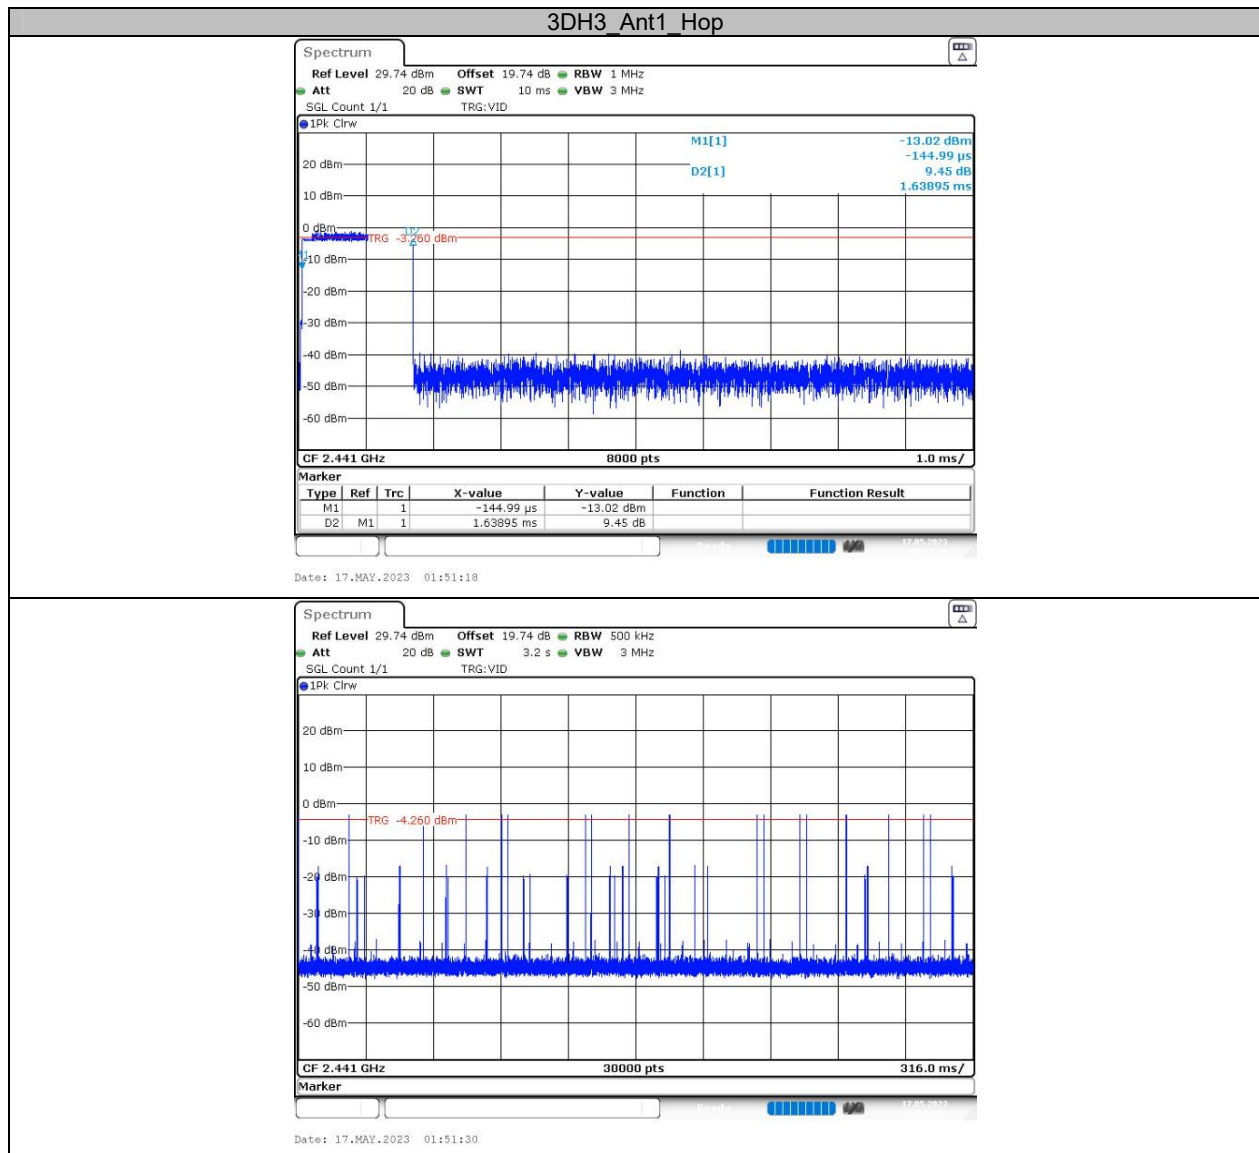 3DH3_Ant1_Hop
Spectrum
Ref Level 29.74 dBm Offset 19.74 dB RBW 1 MHz
Att 20 dB SWT 10 ms VBW 3 MHz
SGL Count 1/1 TRG:VID
1Pk Clrw
M1[1] -13.02 dBm
-144.99 µs
D2[1] 9.45 dB
1.63895 ms
20 dBm
10 dBm
0 dBm
D2
TRG -3.260 dBm
-10 dBm
-20 dBm
-30 dBm
-40 dBm
-50 dBm
-60 dBm
CF 2.441 GHz 8000 pts 1.0 ms/
Marker
Type Ref Trc X-value Y-value Function Function Result
M1 1 -144.99 µs -13.02 dBm
D2 M1 1 1.63895 ms 9.45 dB
17.05.2023
Date: 17.MAY.2023 01:51:18
Spectrum
Ref Level 29.74 dBm Offset 19.74 dB RBW 500 kHz
Att 20 dB SWT 3.2 s VBW 3 MHz
SGL Count 1/1 TRG:VID
1Pk Clrw
20 dBm
10 dBm
0 dBm
TRG -4.260 dBm
-10 dBm
-20 dBm
-30 dBm
-40 dBm
-50 dBm
-60 dBm
CF 2.441 GHz 30000 pts 316.0 ms/
Marker
17.05.2023
Date: 17.MAY.2023 01:51:30